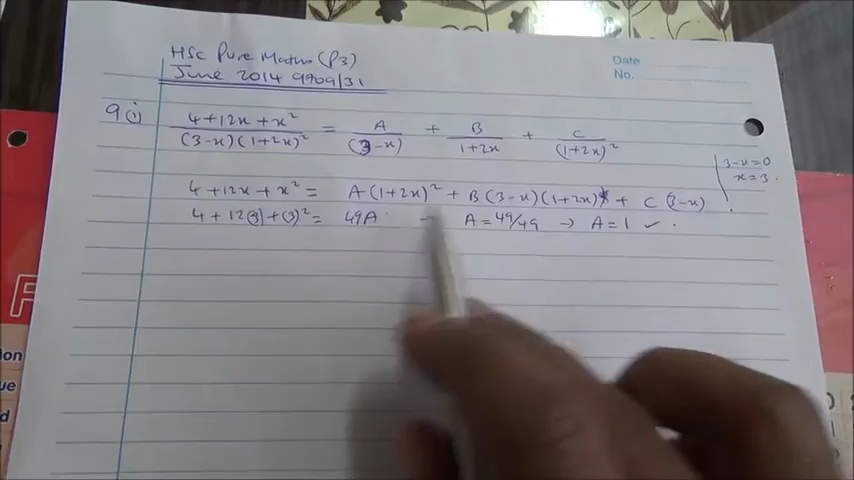 HSC Pure Maths (P3)
June 2014 9709/31
Date
No.
9(i) (4+12x+x²)/((3-x)(1+2x)²) = A/(3-x) + B/(1+2x) + C/(1+2x)²
3-x=0
x=3.
4+12x+x² = A(1+2x)² + B(3-x)(1+2x) + C(3-x)
4+12(3)+(3)² = 49A → A=49/49 → A=1 ✓.